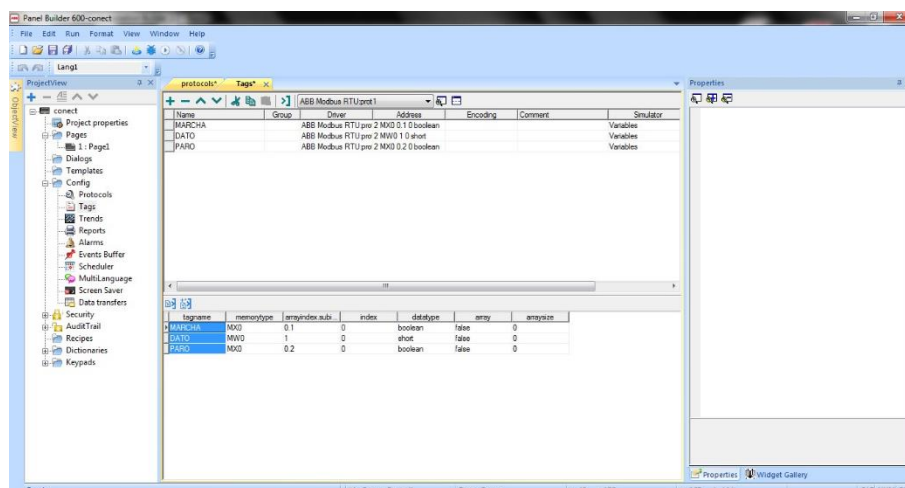 Panel Builder 600-conect
File Edit Run Format View Window Help
Lang1
ProjectView
ObjectView
conect
Project properties
Pages
1 : Page1
Dialogs
Templates
Config
Protocols
Tags
Trends
Reports
Alarms
Events Buffer
Scheduler
MultiLanguage
Screen Saver
Data transfers
Security
AuditTrail
Recipes
Dictionaries
Keypads
protocols* Tags*
ABB Modbus RTU:prot1
Name Group Driver Address Encoding Comment Simulator
MARCHA ABB Modbus RTU:pro 2 MX0 0.1 0 boolean Variables
DATO ABB Modbus RTU:pro 2 MW0 1 0 short Variables
PARO ABB Modbus RTU:pro 2 MX0 0.2 0 boolean Variables
tagname memorytype arrayindex.subi... index datatype array arraysize
MARCHA MX0 0.1 0 boolean false 0
DATO MW0 1 0 short false 0
PARO MX0 0.2 0 boolean false 0
Properties
Properties Widget Gallery